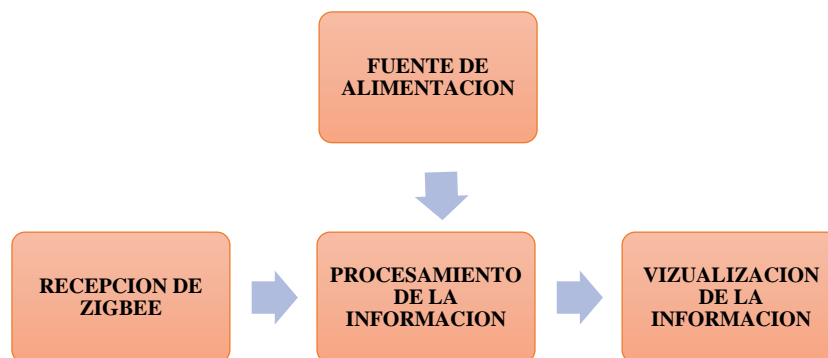 FUENTE DE
ALIMENTACION
RECEPCION DE
ZIGBEE
PROCESAMIENTO
DE LA
INFORMACION
VIZUALIZACION
DE LA
INFORMACION